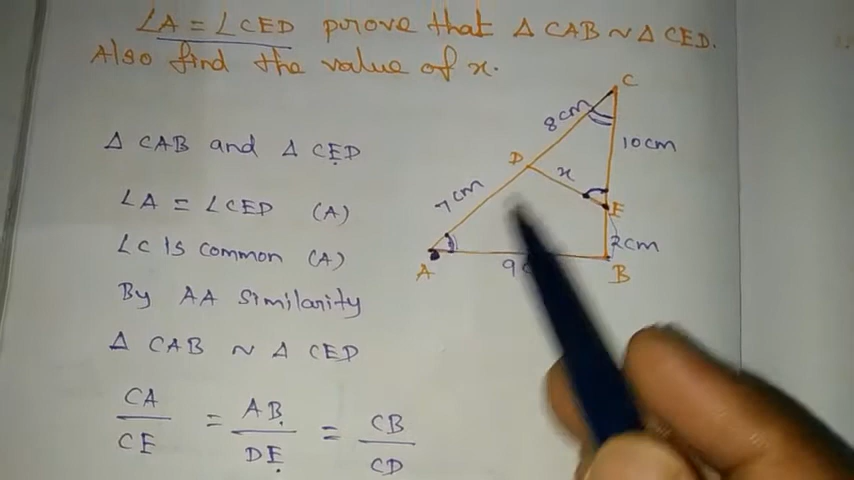 ∠A = ∠CED prove that Δ CAB ~ Δ CED.
Also find the value of x.
Δ CAB and Δ CED
∠A = ∠CED (A)
∠C is common (A)
By AA similarity
Δ CAB ~ Δ CED
CA/CE = AB/DE = CB/CD
C
8cm
10cm
D
x
7cm
E
2cm
A
9
B